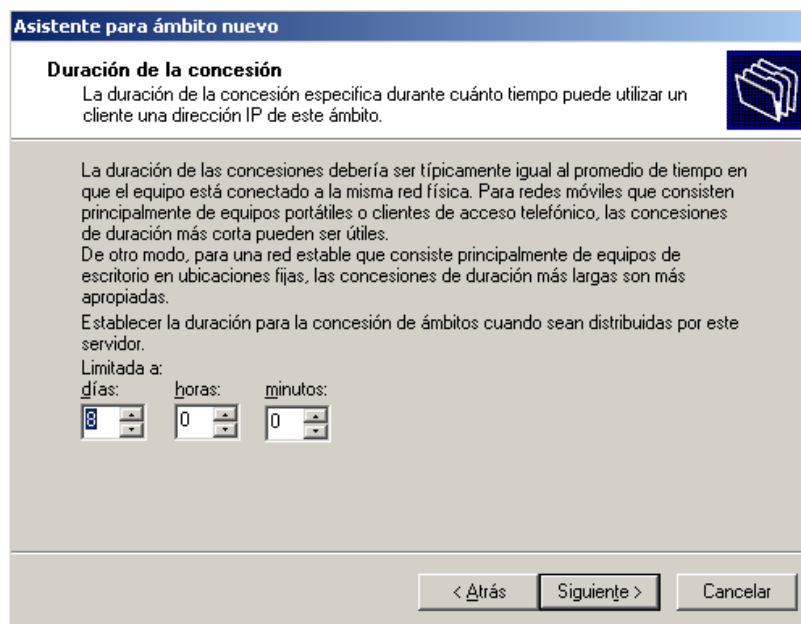 Asistente para ámbito nuevo
Duración de la concesión
La duración de la concesión especifica durante cuánto tiempo puede utilizar un
cliente una dirección IP de este ámbito.
La duración de las concesiones debería ser típicamente igual al promedio de tiempo en
que el equipo está conectado a la misma red física. Para redes móviles que consisten
principalmente de equipos portátiles o clientes de acceso telefónico, las concesiones
de duración más corta pueden ser útiles.
De otro modo, para una red estable que consiste principalmente de equipos de
escritorio en ubicaciones fijas, las concesiones de duración más largas son más
apropiadas.
Establecer la duración para la concesión de ámbitos cuando sean distribuidas por este
servidor.
Limitada a:
días: horas: minutos:
8 0 0
< Atrás Siguiente > Cancelar